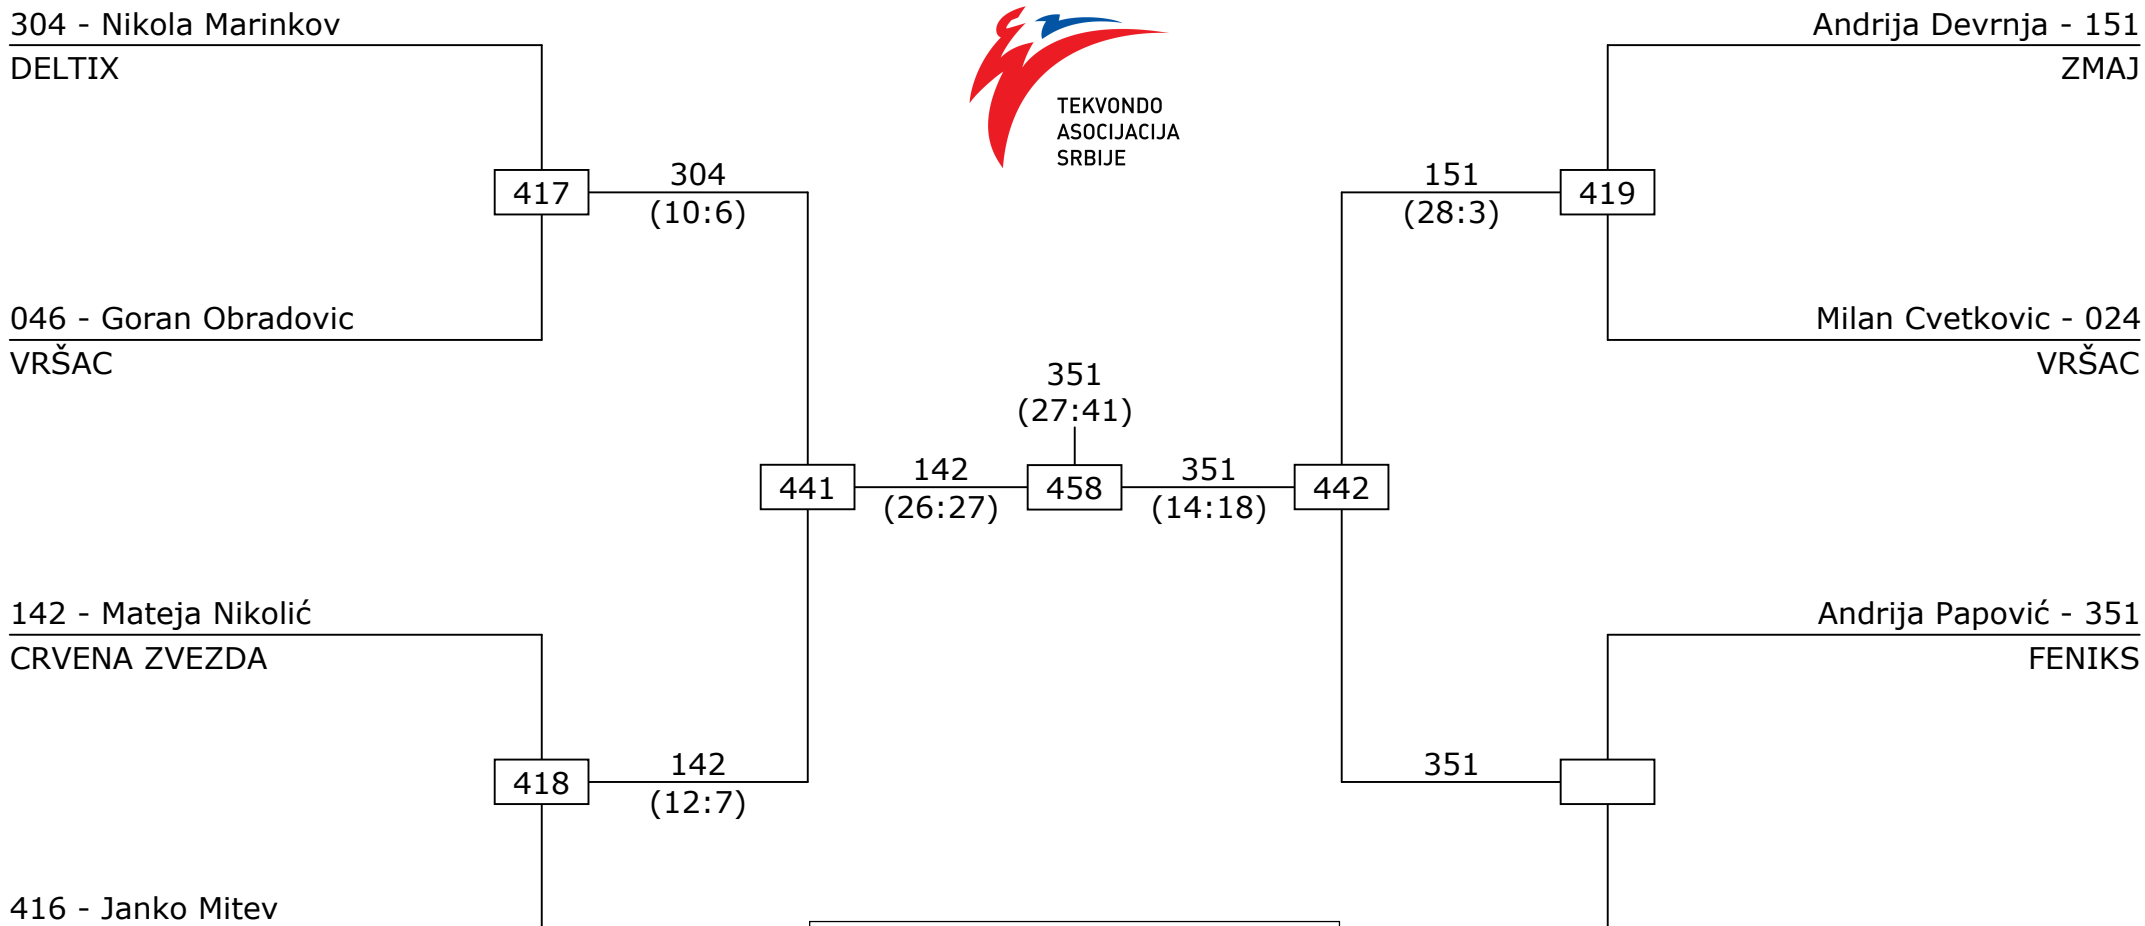 304 - Nikola Marinkov
DELTIX
TEKVONDO
ASOCIJACIJA
SRBIJE
Andrija Devrnja - 151
ZMAJ
417
304
(10:6)
151
(28:3)
419
046 - Goran Obradovic
VRŠAC
Milan Cvetkovic - 024
VRŠAC
351
(27:41)
441
142
(26:27)
458
351
(14:18)
442
142 - Mateja Nikolić
CRVENA ZVEZDA
Andrija Papović - 351
FENIKS
418
142
(12:7)
351
416 - Janko Mitev